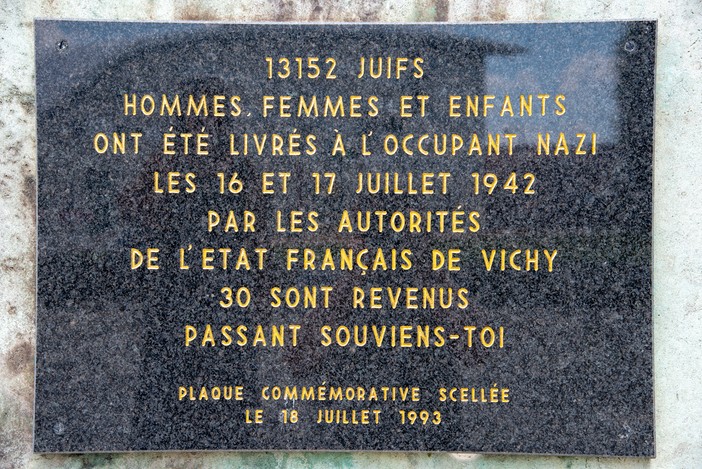 13152 JUIFS
HOMMES, FEMMES ET ENFANTS
ONT ÉTÉ LIVRÉS À L'OCCUPANT NAZI
LES 16 ET 17 JUILLET 1942
PAR LES AUTORITÉS
DE L'ETAT FRANÇAIS DE VICHY
30 SONT REVENUS
PASSANT SOUVIENS-TOI
PLAQUE COMMÉMORATIVE SCELLÉE
LE 18 JUILLET 1993